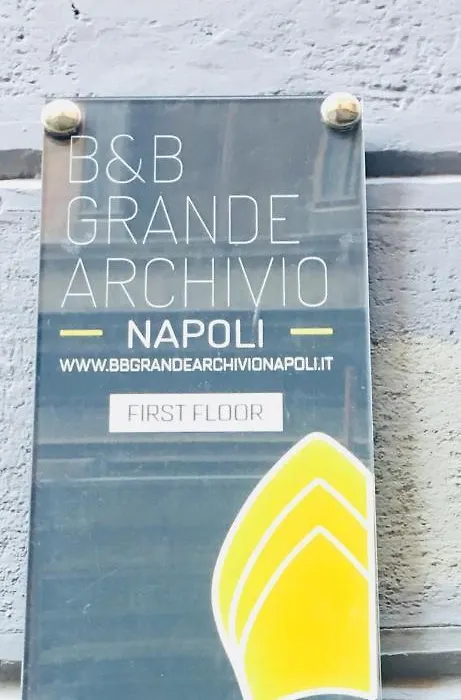 B&B
GRANDE
ARCHIVIO
NAPOLI
WWW.BBGRANDEARCHIVIONAPOLI.IT
FIRST FLOOR